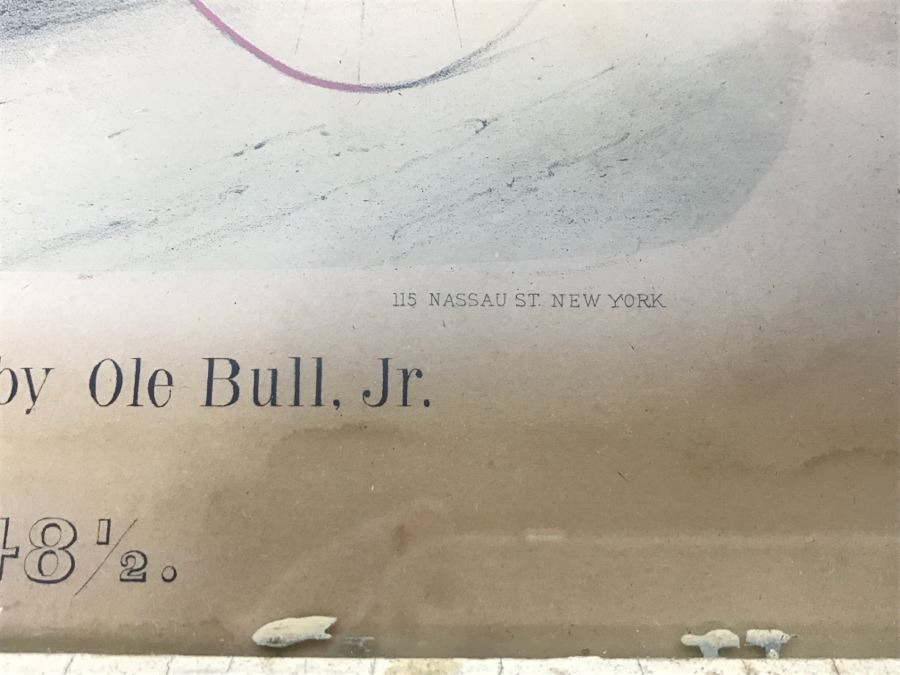 115 NASSAU ST. NEW YORK
by Ole Bull, Jr.
48½.